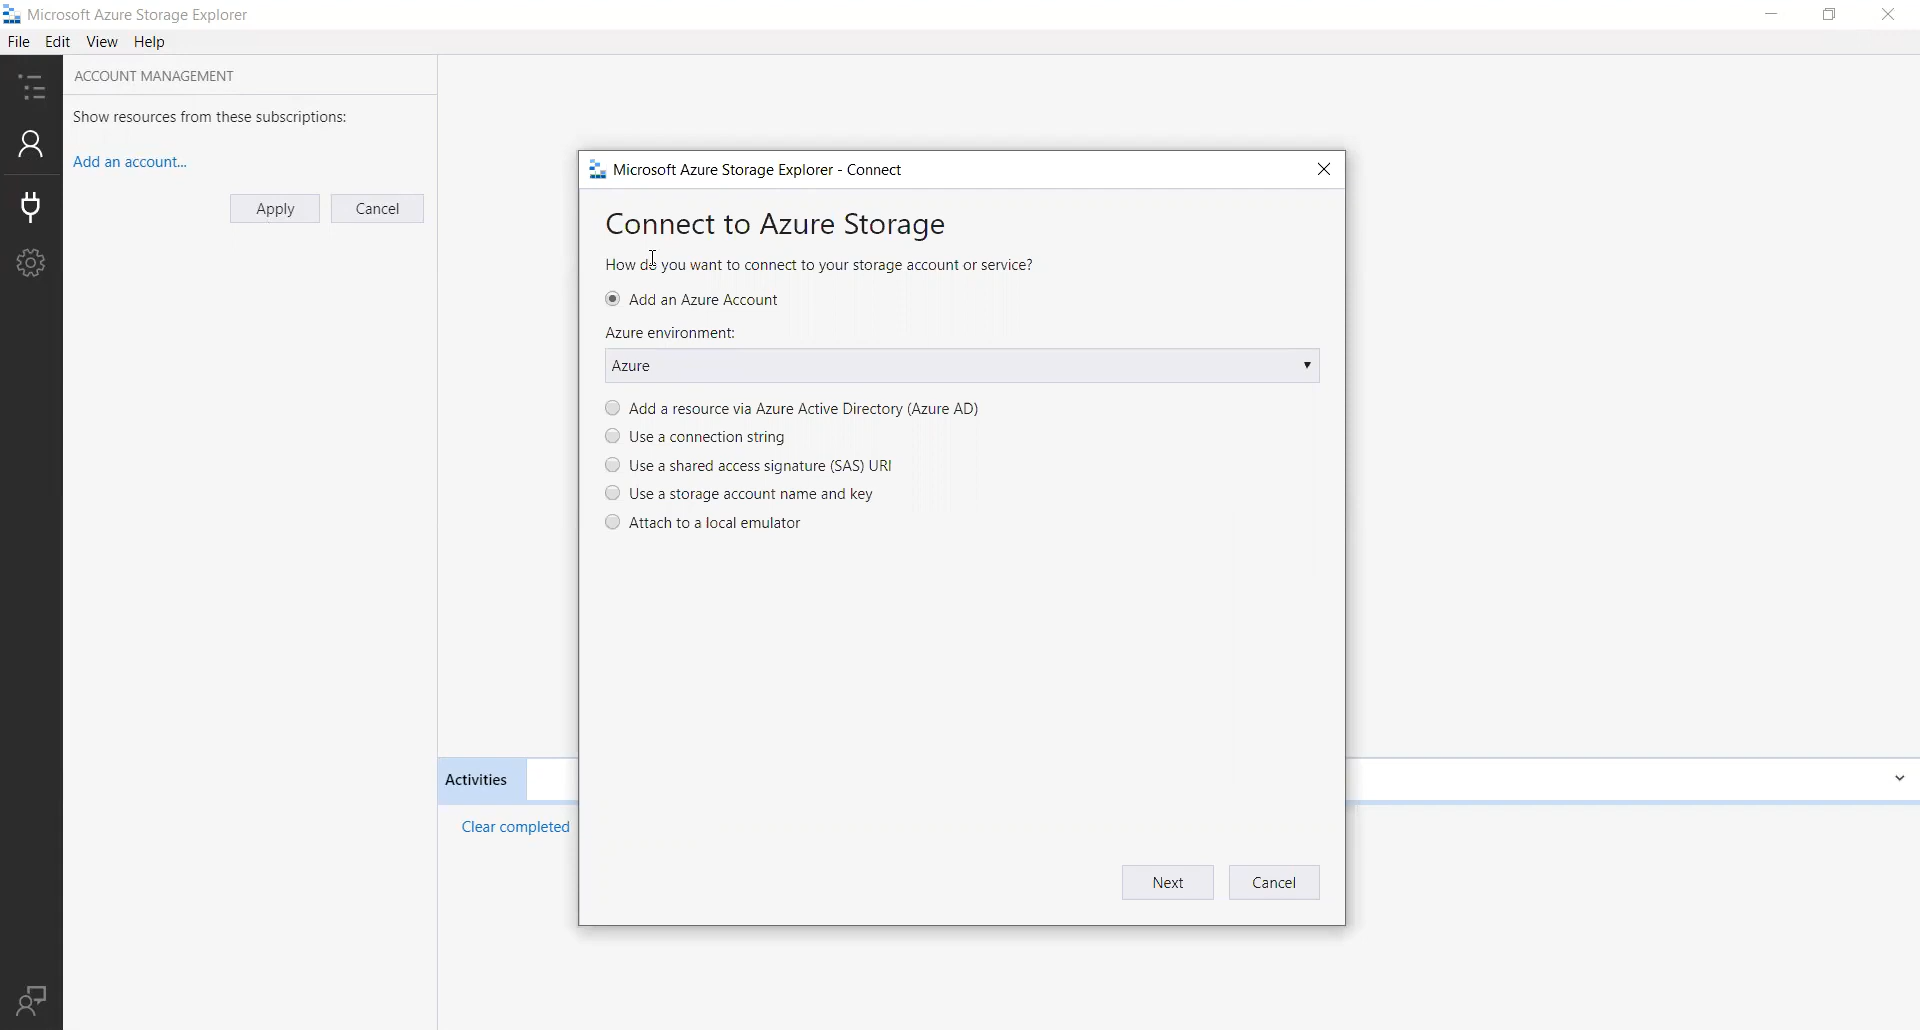 Microsoft Azure Storage Explorer
File Edit View Help
ACCOUNT MANAGEMENT
Show resources from these subscriptions:
Add an account...
Apply Cancel
Microsoft Azure Storage Explorer - Connect
Connect to Azure Storage
How do you want to connect to your storage account or service?
Add an Azure Account
Azure environment:
Azure
Add a resource via Azure Active Directory (Azure AD)
Use a connection string
Use a shared access signature (SAS) URI
Use a storage account name and key
Attach to a local emulator
Next Cancel
Activities
Clear completed